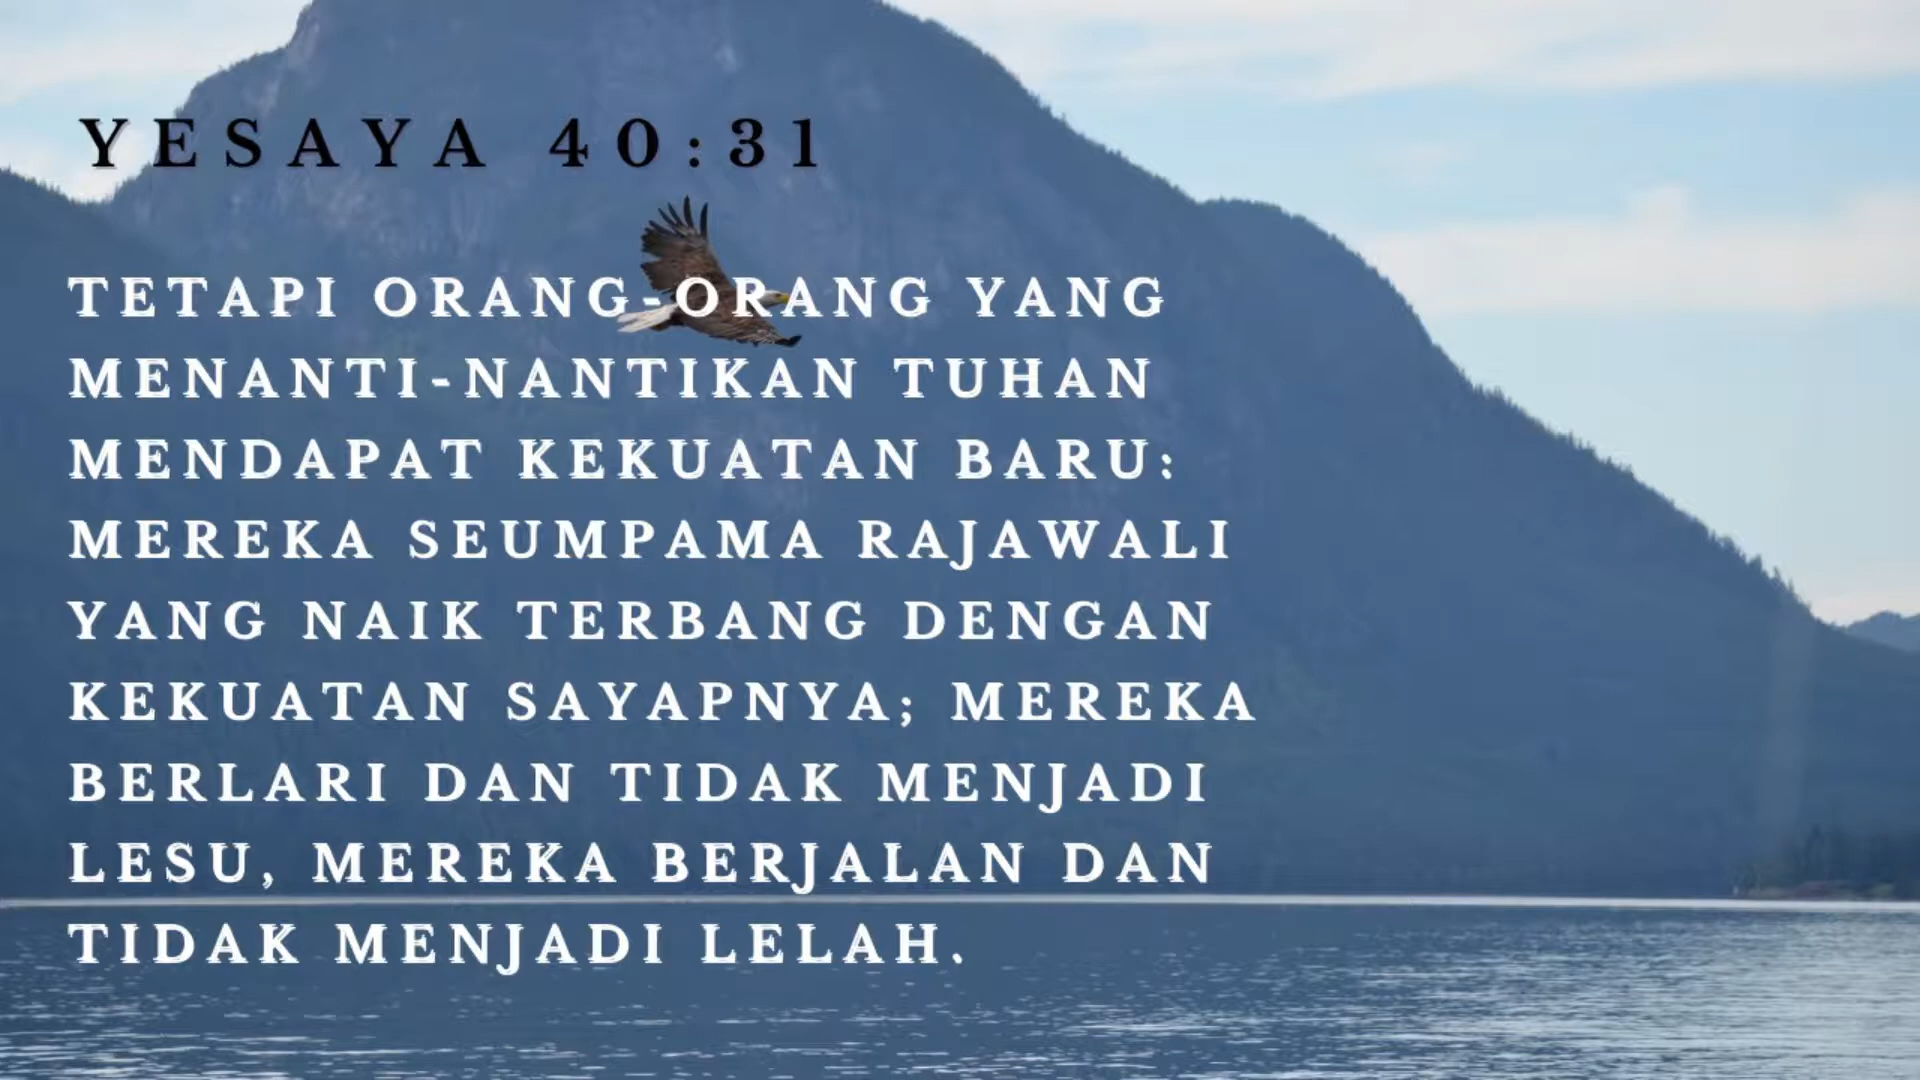 YESAYA 40:31
TETAPI ORANG-ORANG YANG
MENANTI-NANTIKAN TUHAN
MENDAPAT KEKUATAN BARU:
MEREKA SEUMPAMA RAJAWALI
YANG NAIK TERBANG DENGAN
KEKUATAN SAYAPNYA; MEREKA
BERLARI DAN TIDAK MENJADI
LESU, MEREKA BERJALAN DAN
TIDAK MENJADI LELAH.